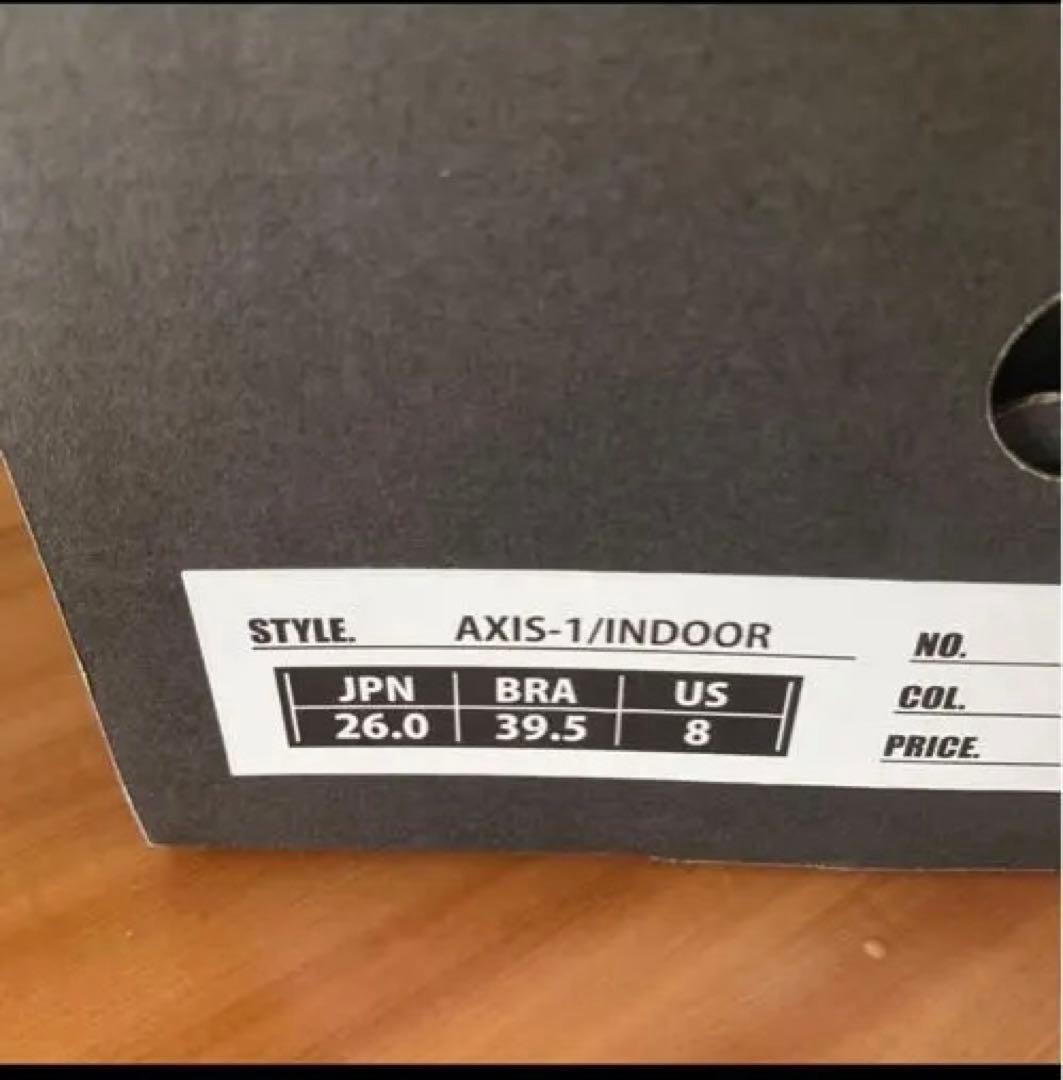 STYLE. AXIS-1/INDOOR
NO.
JPN BRA US
26.0 39.5 8
COL.
PRICE.